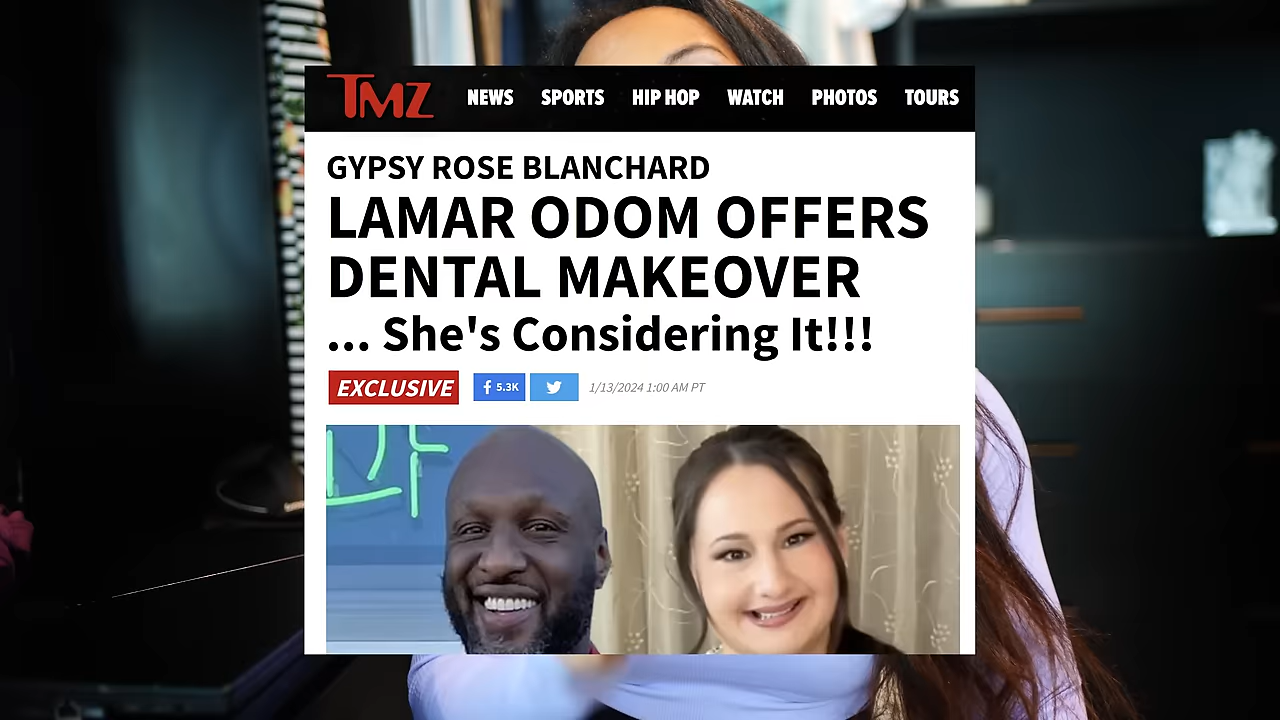 TMZ NEWS SPORTS HIP HOP WATCH PHOTOS TOURS
GYPSY ROSE BLANCHARD
LAMAR ODOM OFFERS
DENTAL MAKEOVER
... She's Considering It!!!
EXCLUSIVE f 5.3K 1/13/2024 1:00 AM PT